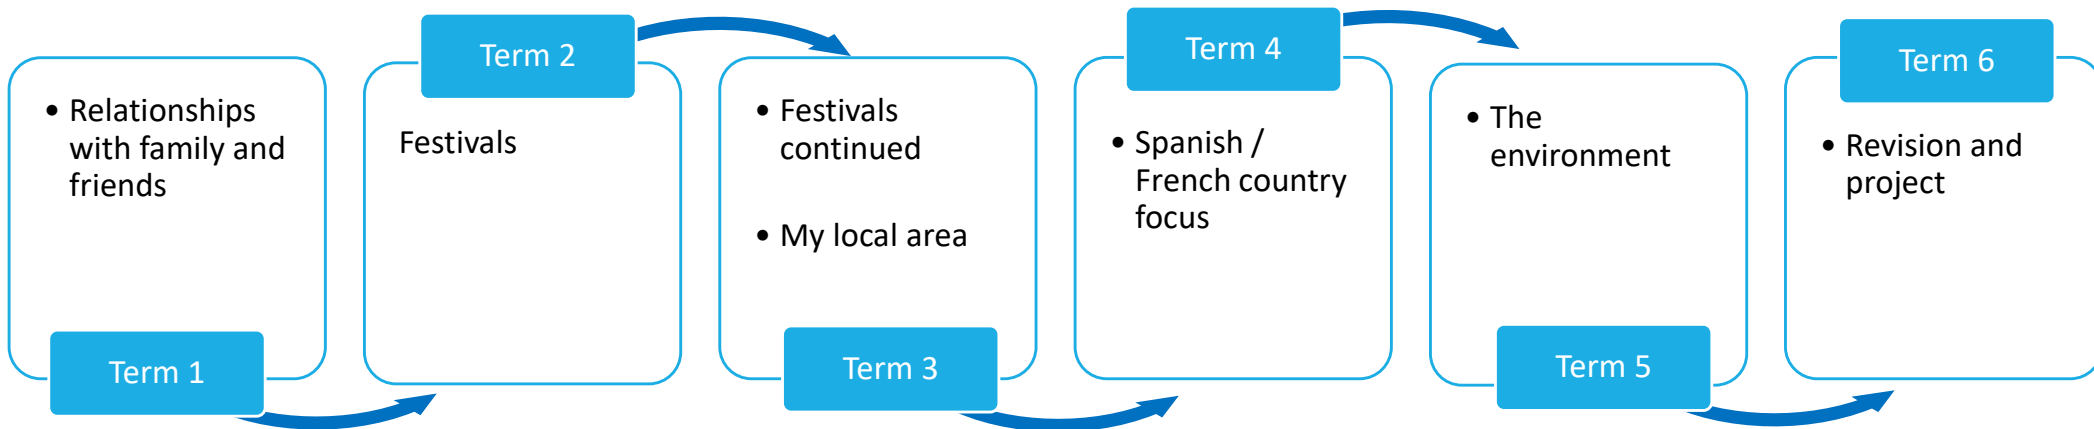 • Relationships
with family and
friends
Term 1
Term 2
Festivals
• Festivals
continued
• My local area
Term 3
Term 4
• Spanish /
French country
focus
• The
environment
Term 5
Term 6
• Revision and
project